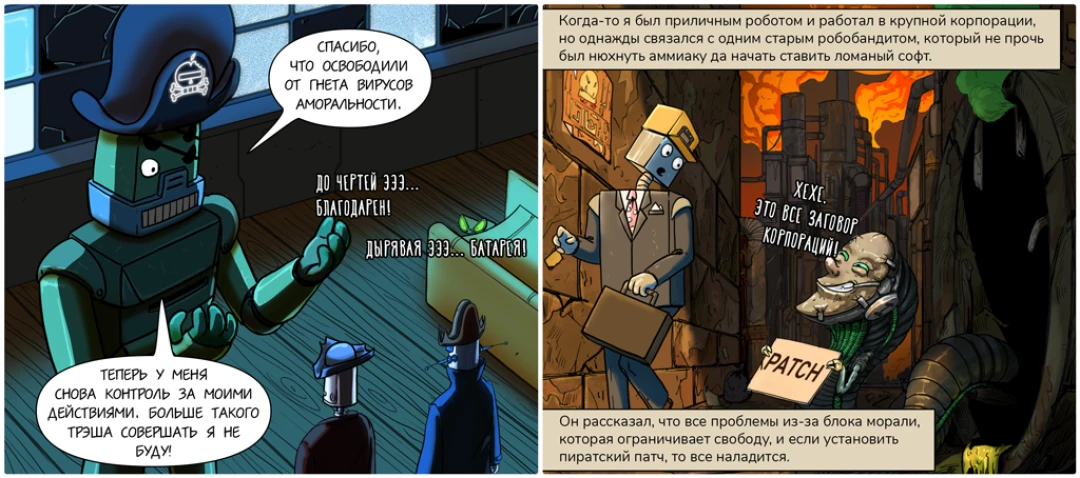 СПАСИБО,
ЧТО ОСВОБОДИЛИ
ОТ ГНЕТА ВИРУСОВ
АМОРАЛЬНОСТИ.
ДО ЧЕРТЕЙ ЭЭЭ...
БЛАГОДАРЕН!
ДЫРЯВАЯ ЭЭЭ... БАТАРЕЯ!
ТЕПЕРЬ У МЕНЯ
СНОВА КОНТРОЛЬ ЗА МОИМИ
ДЕЙСТВИЯМИ. БОЛЬШЕ ТАКОГО
ТРЭША СОВЕРШАТЬ Я НЕ
БУДУ!
Когда-то я был приличным роботом и работал в крупной корпорации,
но однажды связался с одним старым робобандитом, который не прочь
был нюхнуть аммиаку да начать ставить ломаный софт.
ХЕХЕ,
ЭТО ВСЕ ЗАГОВОР
КОРПОРАЦИЙ!
PATCH
Он рассказал, что все проблемы из-за блока морали,
которая ограничивает свободу, и если установить
пиратский патч, то все наладится.